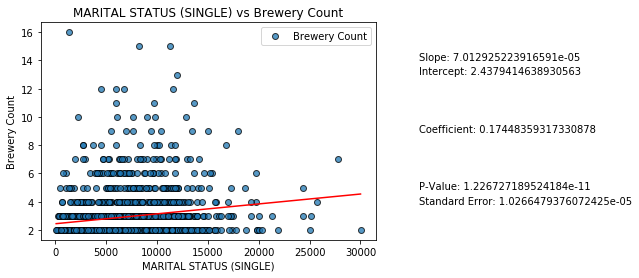 MARITAL STATUS (SINGLE) vs Brewery Count
Brewery Count
16
14
12
10
8
6
4
2
Brewery Count
0
5000
10000
15000
20000
25000
30000
MARITAL STATUS (SINGLE)
Slope: 7.012925223916591e-05
Intercept: 2.4379414638930563
Coefficient: 0.17448359317330878
P-Value: 1.226727189524184e-11
Standard Error: 1.0266479376072425e-05